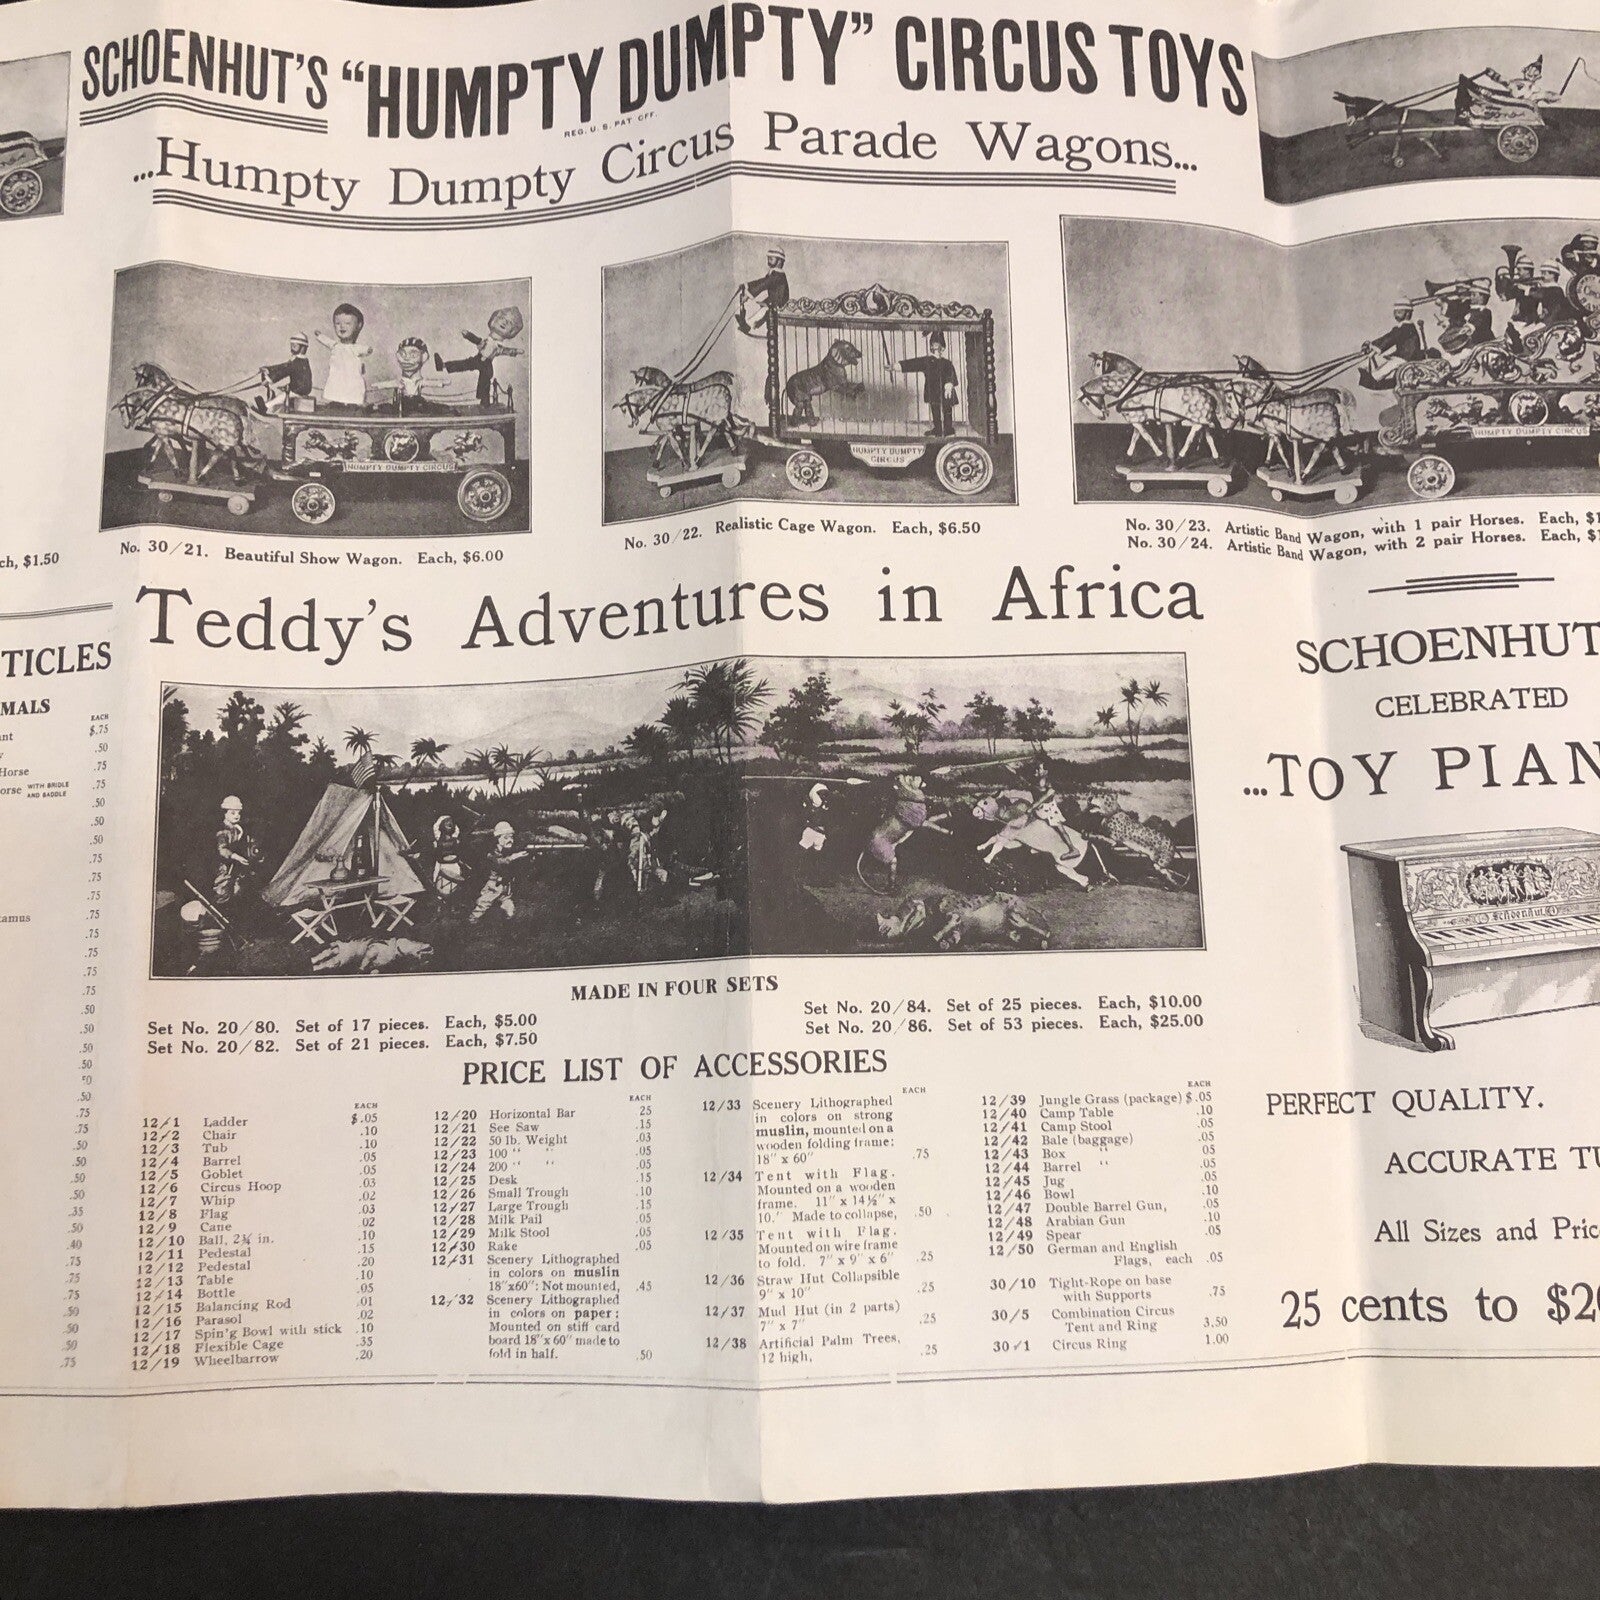 SCHOENHUT'S "HUMPTY DUMPTY" CIRCUS TOYS
REG. U. S. PAT OFF.
...Humpty Dumpty Circus Parade Wagons...
HUMPTY DUMPTY CIRCUS
HUMPTY DUMPTY
CIRCUS
HUMPTY DUMPTY CIRCUS
ch, $1.50
No. 30/21. Beautiful Show Wagon. Each, $6.00
No. 30/22. Realistic Cage Wagon. Each, $6.50
No. 30/23. Artistic Band Wagon, with 1 pair Horses. Each, $1
No. 30/24. Artistic Band Wagon, with 2 pair Horses. Each, $1
TICLES
MALS
EACH
nt $.75
.50
Horse .75
orse WITH BRIDLE AND SADDLE .75
.50
.50
.50
.75
.75
.75
tamus .75
.75
.75
.75
.50
.50
.50
.50
.50
.75
.75
.50
.50
.50
.50
.35
.50
.40
.75
.75
.75
.50
.50
.50
.75
Teddy's Adventures in Africa
MADE IN FOUR SETS
Set No. 20/80. Set of 17 pieces. Each, $5.00
Set No. 20/82. Set of 21 pieces. Each, $7.50
Set No. 20/84. Set of 25 pieces. Each, $10.00
Set No. 20/86. Set of 53 pieces. Each, $25.00
PRICE LIST OF ACCESSORIES
EACH
12/1 Ladder $.05
12/2 Chair .10
12/3 Tub .10
12/4 Barrel .05
12/5 Goblet .05
12/6 Circus Hoop .03
12/7 Whip .02
12/8 Flag .03
12/9 Cane .02
12/10 Ball, 2¾ in. .10
12/11 Pedestal .15
12/12 Pedestal .20
12/13 Table .10
12/14 Bottle .05
12/15 Balancing Rod .01
12/16 Parasol .02
12/17 Spin'g Bowl with stick .10
12/18 Flexible Cage .35
12/19 Wheelbarrow .20
EACH
12/20 Horizontal Bar 25
12/21 See Saw .15
12/22 50 lb. Weight .03
12/23 100 " " .05
12/24 200 " " .05
12/25 Desk .15
12/26 Small Trough .10
12/27 Large Trough .15
12/28 Milk Pail .05
12/29 Milk Stool .05
12/30 Rake .05
12/31 Scenery Lithographed
in colors on muslin
18"x60": Not mounted, .45
12/32 Scenery Lithographed
in colors on paper:
Mounted on stiff card
board 18"x60" made to
fold in half. .50
EACH
12/33 Scenery Lithographed
in colors on strong
muslin, mounted on a
wooden folding frame;
18" x 60" .75
12/34 Tent with Flag.
Mounted on a wooden
frame. 11" x 14½" x
10." Made to collapse, .50
12/35 Tent with Flag.
Mounted on wire frame
to fold. 7" x 9" x 6" .25
12/36 Straw Hut Collapsible
9" x 10" .25
12/37 Mud Hut (in 2 parts)
7" x 7" .25
12/38 Artificial Palm Trees,
12 high, .25
EACH
12/39 Jungle Grass (package) $.05
12/40 Camp Table .10
12/41 Camp Stool .05
12/42 Bale (baggage) .05
12/43 Box " 05
12/44 Barrel " .05
12/45 Jug .05
12/46 Bowl .10
12/47 Double Barrel Gun, .05
12/48 Arabian Gun .10
12/49 Spear .05
12/50 German and English
Flags, each .05
30/10 Tight-Rope on base
with Supports .75
30/5 Combination Circus
Tent and Ring 3.50
30/1 Circus Ring 1.00
SCHOENHUT
CELEBRATED
...TOY PIAN
Schoenhut
PERFECT QUALITY.
ACCURATE TU
All Sizes and Pric
25 cents to $2